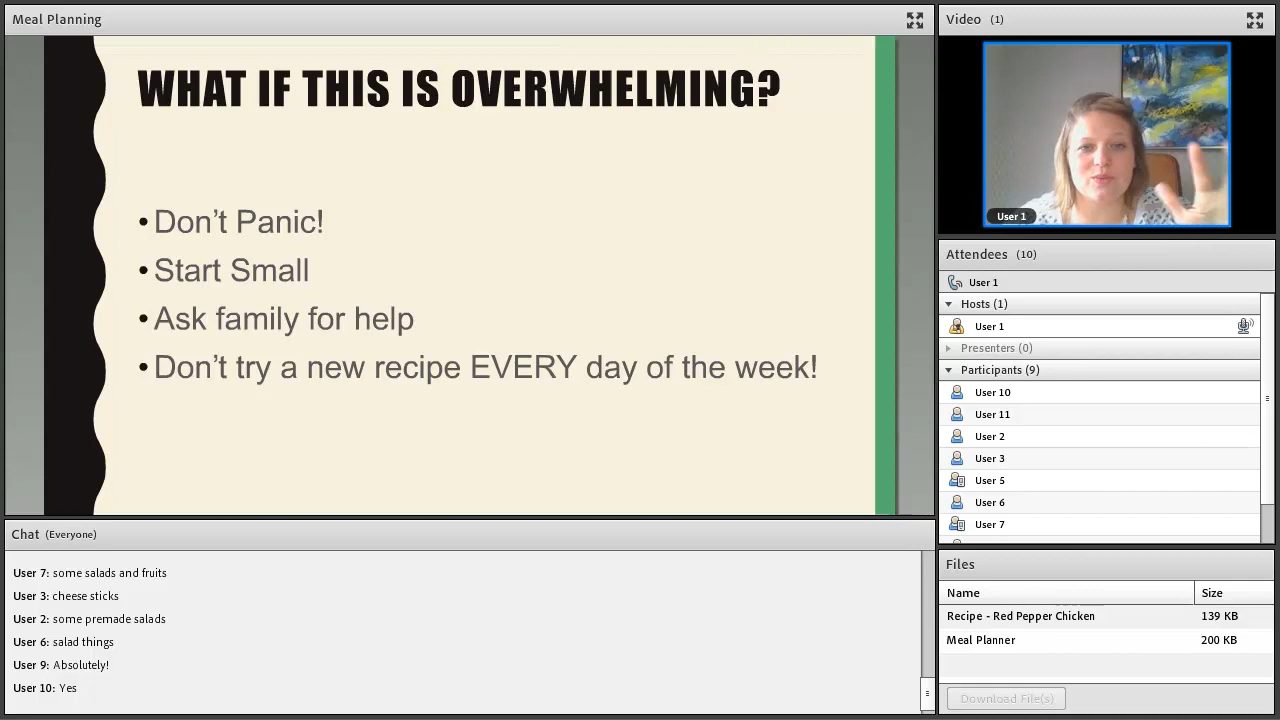 Meal Planning
WHAT IF THIS IS OVERWHELMING?
•Don’t Panic!
•Start Small
•Ask family for help
•Don’t try a new recipe EVERY day of the week!
Chat (Everyone)
User 7: some salads and fruits
User 3: cheese sticks
User 2: some premade salads
User 6: salad things
User 9: Absolutely!
User 10: Yes
Video (1)
User 1
Attendees (10)
User 1
Hosts (1)
User 1
Presenters (0)
Participants (9)
User 10
User 11
User 2
User 3
User 5
User 6
User 7
Files
Name Size
Recipe - Red Pepper Chicken 139 KB
Meal Planner 200 KB
Download File(s)